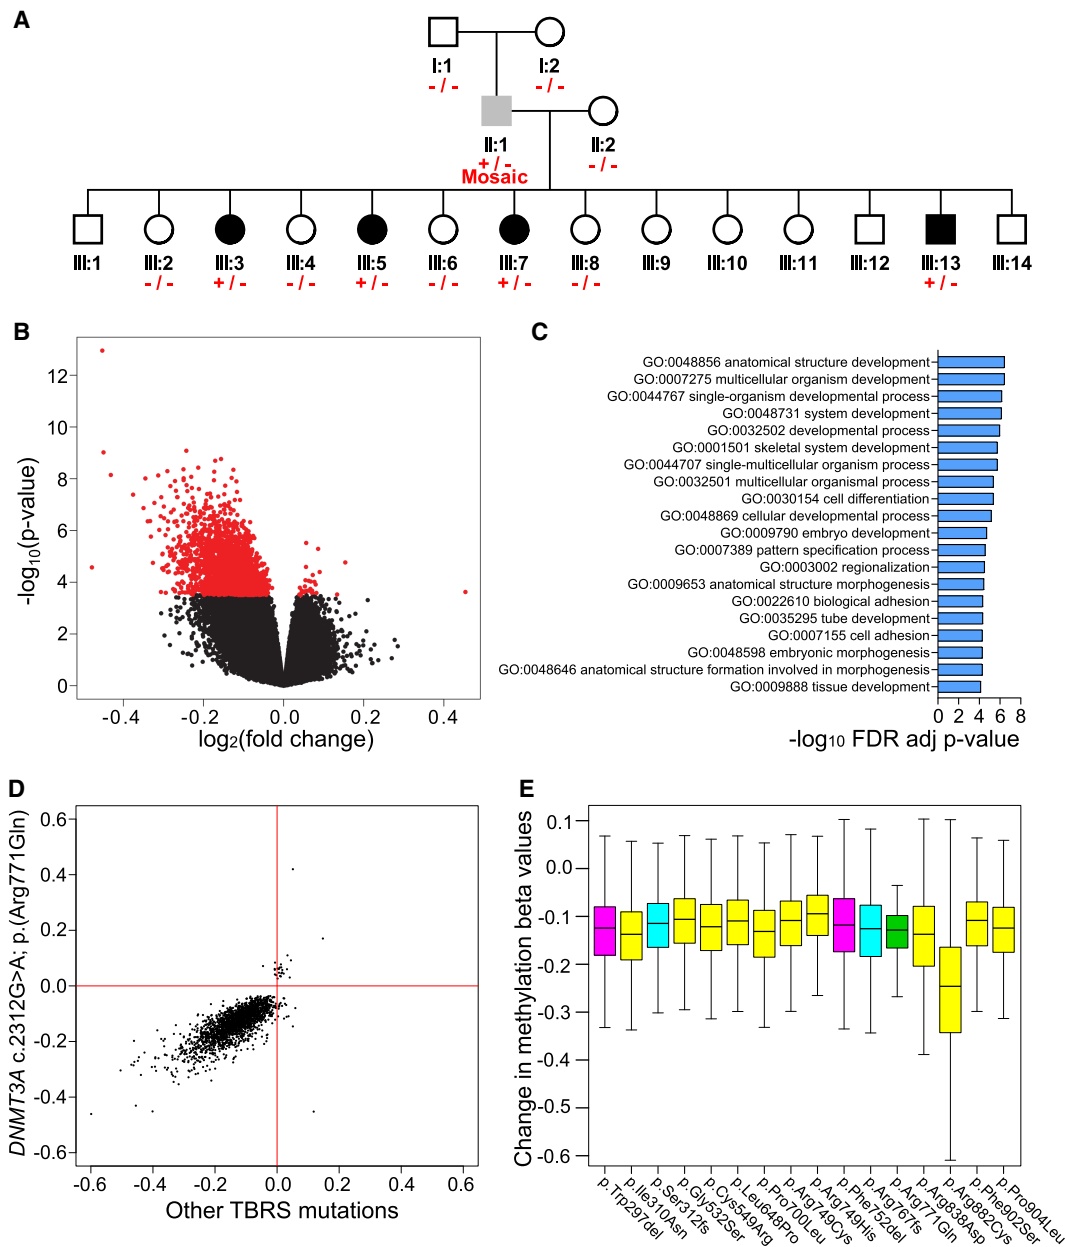 A
I:1
- / -
I:2
- / -
II:1
+ / -
Mosaic
II:2
- / -
III:1
III:2
- / -
III:3
+ / -
III:4
- / -
III:5
+ / -
III:6
- / -
III:7
+ / -
III:8
- / -
III:9
III:10
III:11
III:12
III:13
+ / -
III:14
B
-log10(p-value)
12
10
8
6
4
2
0
-0.4
-0.2
0.0
0.2
0.4
log2(fold change)
C
GO:0048856 anatomical structure development
GO:0007275 multicellular organism development
GO:0044767 single-organism developmental process
GO:0048731 system development
GO:0032502 developmental process
GO:0001501 skeletal system development
GO:0044707 single-multicellular organism process
GO:0032501 multicellular organismal process
GO:0030154 cell differentiation
GO:0048869 cellular developmental process
GO:0009790 embryo development
GO:0007389 pattern specification process
GO:0003002 regionalization
GO:0009653 anatomical structure morphogenesis
GO:0022610 biological adhesion
GO:0035295 tube development
GO:0007155 cell adhesion
GO:0048598 embryonic morphogenesis
GO:0048646 anatomical structure formation involved in morphogenesis
GO:0009888 tissue development
0 2 4 6 8
-log10 FDR adj p-value
D
DNMT3A c.2312G>A; p.(Arg771Gln)
0.6
0.4
0.2
0.0
-0.2
-0.4
-0.6
-0.6
-0.4
-0.2
0.0
0.2
0.4
0.6
Other TBRS mutations
E
Change in methylation beta values
0.1
0.0
-0.1
-0.2
-0.3
-0.4
-0.5
-0.6
p.Trp297del
p.Ile310Asn
p.Ser312fs
p.Gly532Ser
p.Cys549Arg
p.Leu648Pro
p.Pro700Leu
p.Arg749Cys
p.Arg749His
p.Phe752del
p.Arg767fs
p.Arg771Gln
p.Arg838Asp
p.Arg882Cys
p.Phe902Ser
p.Pro904Leu